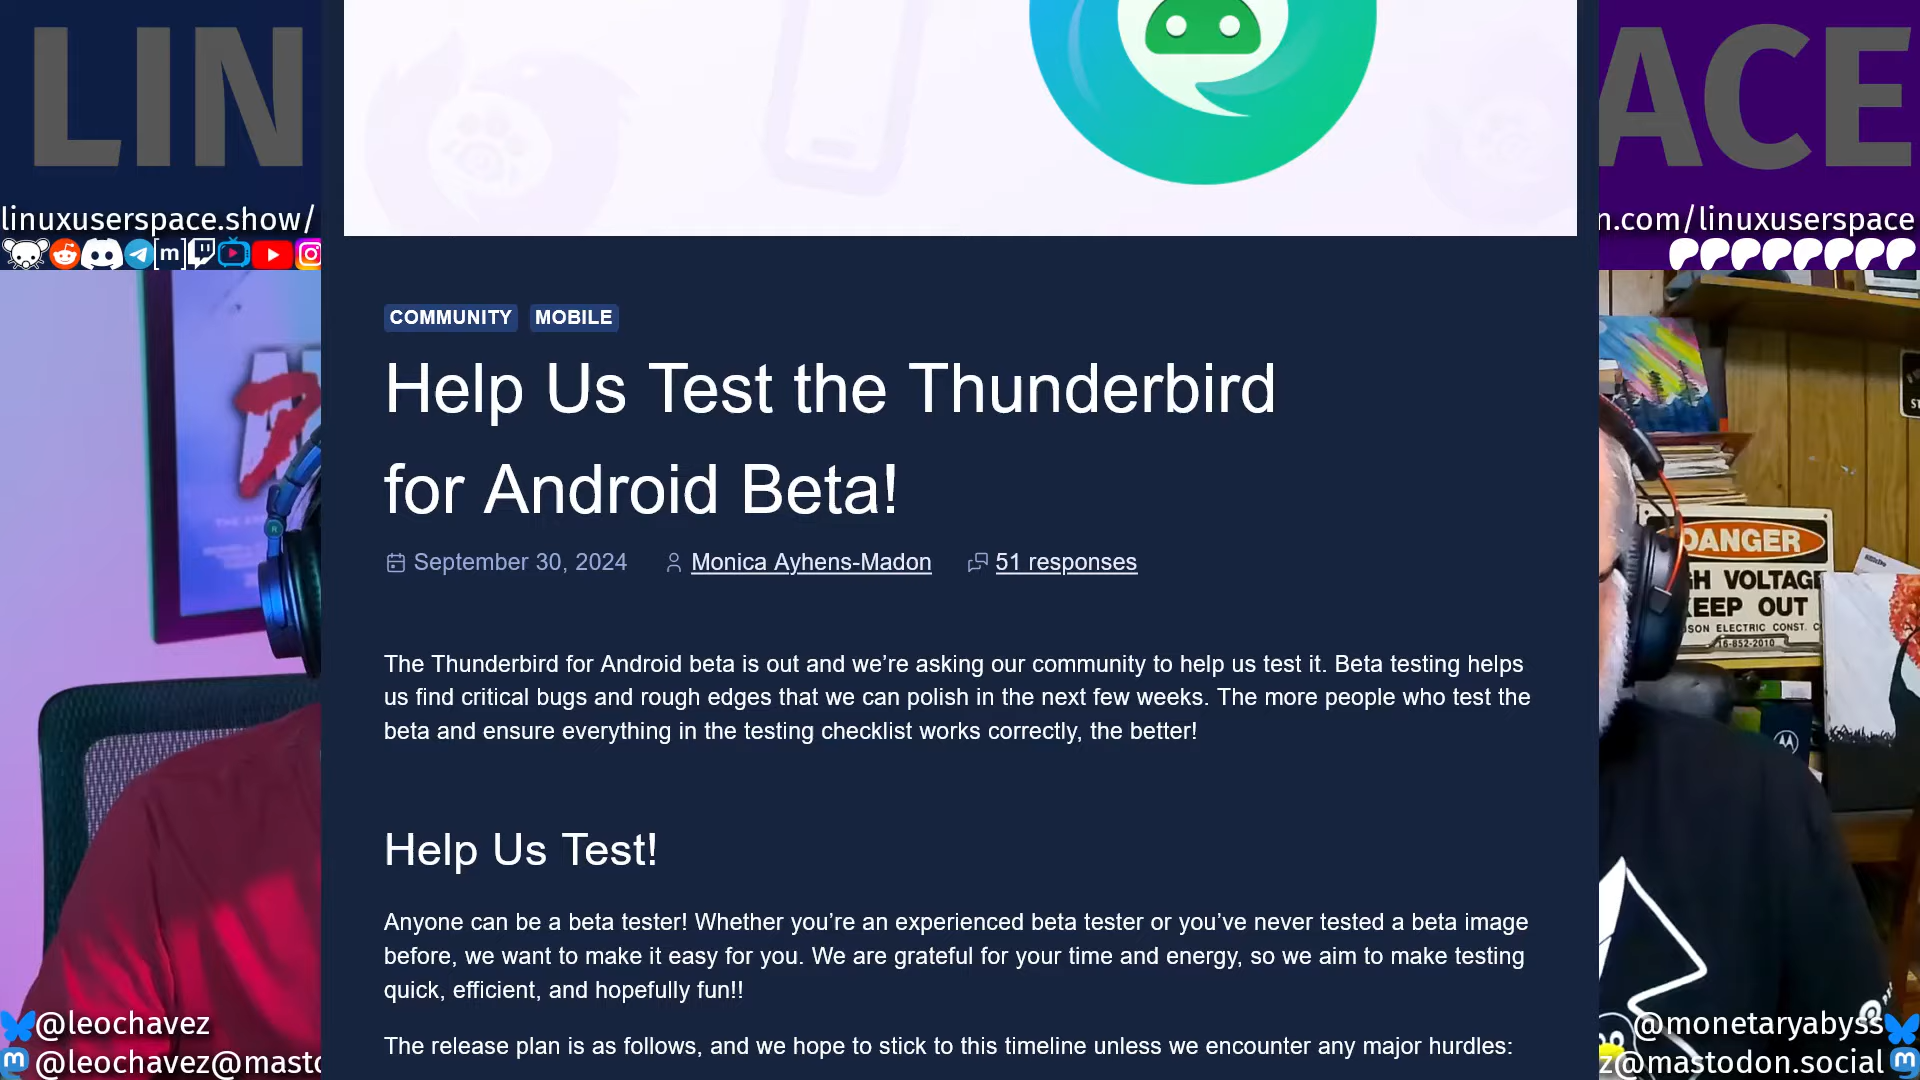 LIN
ACE
linuxuserspace.show/
n.com/linuxuserspace
[m]
COMMUNITY MOBILE
Help Us Test the Thunderbird
for Android Beta!
September 30, 2024 Monica Ayhens-Madon 51 responses
DANGER
GH VOLTAGE
KEEP OUT
SON ELECTRIC CONST. C
16-852-2010
The Thunderbird for Android beta is out and we’re asking our community to help us test it. Beta testing helps
us find critical bugs and rough edges that we can polish in the next few weeks. The more people who test the
beta and ensure everything in the testing checklist works correctly, the better!
Help Us Test!
Anyone can be a beta tester! Whether you’re an experienced beta tester or you’ve never tested a beta image
before, we want to make it easy for you. We are grateful for your time and energy, so we aim to make testing
quick, efficient, and hopefully fun!!
The release plan is as follows, and we hope to stick to this timeline unless we encounter any major hurdles:
@leochavez
@leochavez@masto
@monetaryabyss
z@mastodon.social